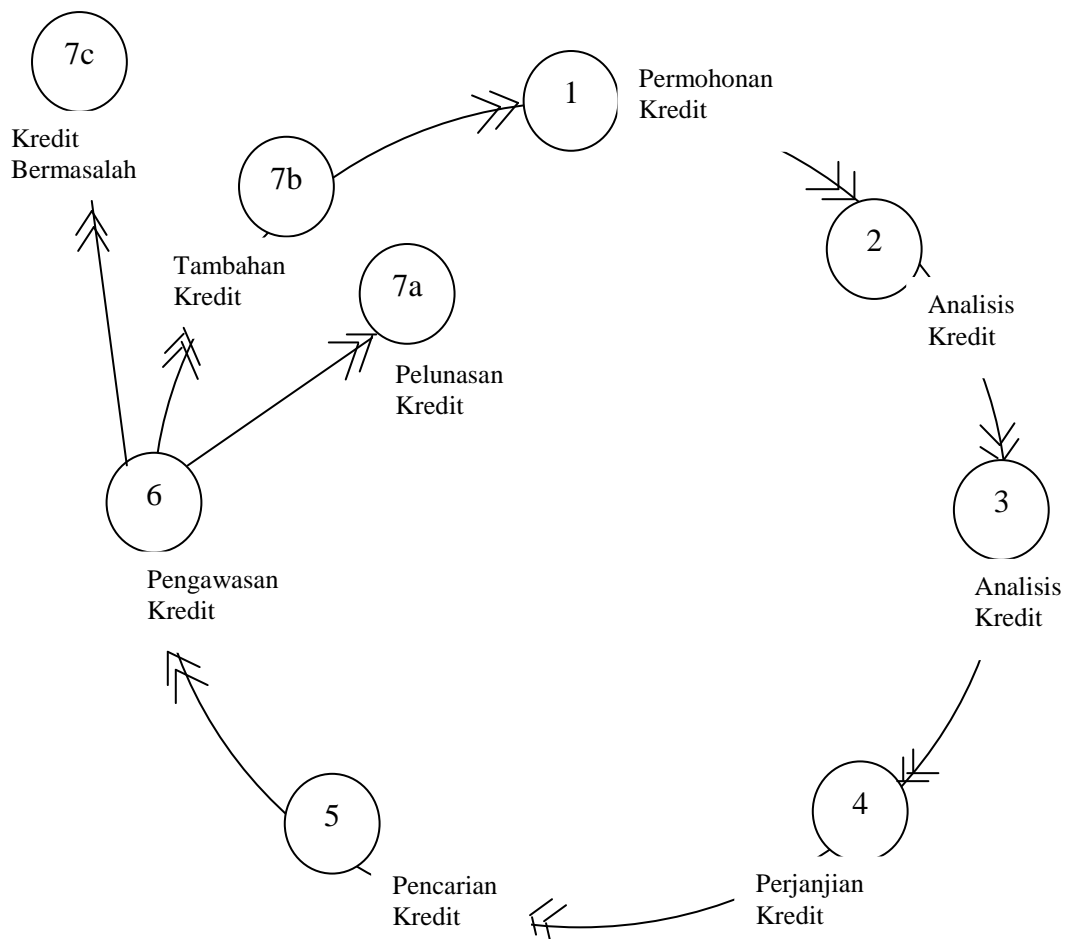 7c
Kredit
Bermasalah
7b
Tambahan
Kredit
7a
Pelunasan
Kredit
1
Permohonan
Kredit
2
Analisis
Kredit
3
Analisis
Kredit
4
Perjanjian
Kredit
5
Pencarian
Kredit
6
Pengawasan
Kredit